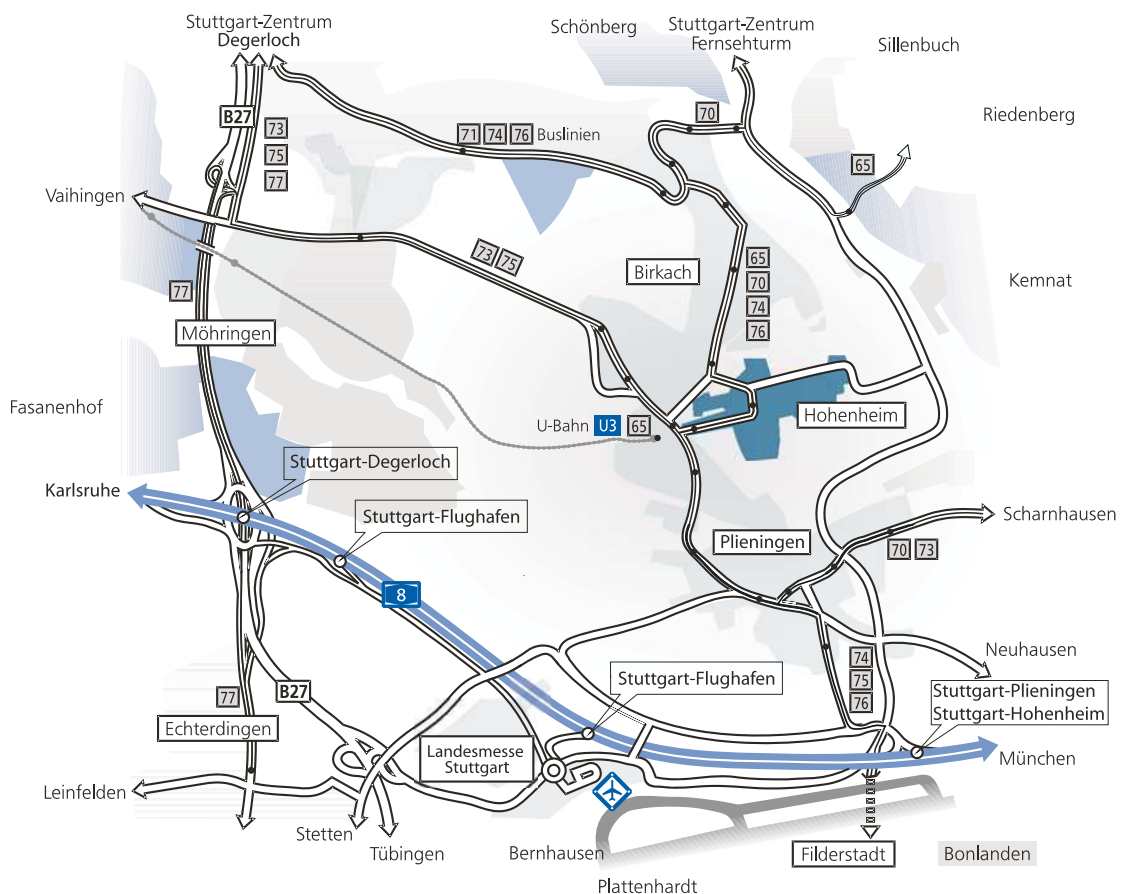 Stuttgart-Zentrum
Degerloch
Schönberg
Stuttgart-Zentrum
Fernsehturm
Sillenbuch
Riedenberg
B27
73
75
77
71 74 76 Buslinien
70
65
Vaihingen
73 75
Birkach
65
70
74
76
Kemnat
77
Möhringen
Fasanenhof
Hohenheim
U-Bahn U3 65
Stuttgart-Degerloch
Karlsruhe
Stuttgart-Flughafen
Scharnhausen
Plieningen
70 73
8
Neuhausen
74
75
76
Stuttgart-Flughafen
Stuttgart-Plieningen
Stuttgart-Hohenheim
77
B27
Echterdingen
Landesmesse
Stuttgart
München
Leinfelden
Stetten
Tübingen
Bernhausen
Filderstadt
Bonlanden
Plattenhardt